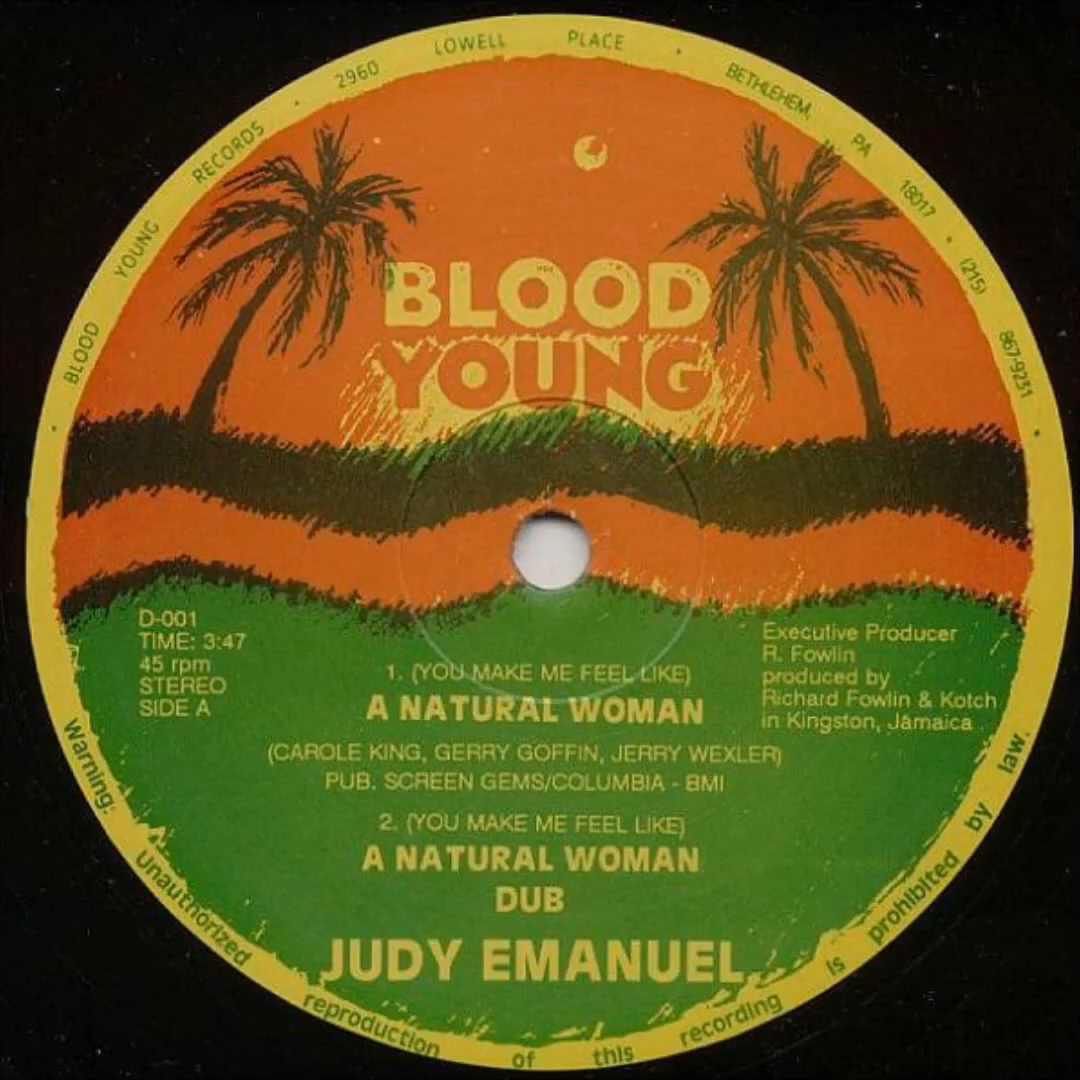 BLOOD YOUNG RECORDS · 2960 LOWELL PLACE · BETHLEHEM, PA 18017 · (215) 867-9231 ·
BLOOD
YOUNG
D-001
TIME: 3:47
45 rpm
STEREO
SIDE A
Executive Producer
R. Fowlin
produced by
Richard Fowlin & Kotch
in Kingston, Jamaica
1. (YOU MAKE ME FEEL LIKE)
A NATURAL WOMAN
(CAROLE KING, GERRY GOFFIN, JERRY WEXLER)
PUB. SCREEN GEMS/COLUMBIA - BMI
2. (YOU MAKE ME FEEL LIKE)
A NATURAL WOMAN
DUB
JUDY EMANUEL
Warning: Unauthorized reproduction of this recording is prohibited by law.